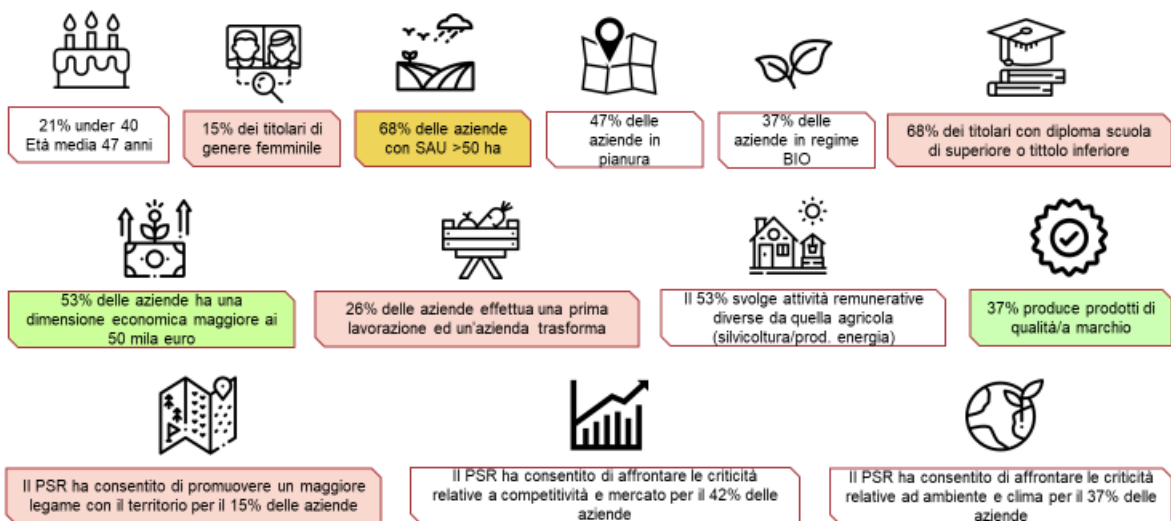 21% under 40
Età media 47 anni
15% dei titolari di
genere femminile
68% delle aziende
con SAU >50 ha
47% delle
aziende in
pianura
37% delle
aziende in regime
BIO
68% dei titolari con diploma scuola
di superiore o tittolo inferiore
53% delle aziende ha una
dimensione economica maggiore ai
50 mila euro
26% delle aziende effettua una prima
lavorazione ed un'azienda trasforma
Il 53% svolge attività remunerative
diverse da quella agricola
(silvicoltura/prod. energia)
37% produce prodotti di
qualità/a marchio
Il PSR ha consentito di promuovere un maggiore
legame con il territorio per il 15% delle aziende
Il PSR ha consentito di affrontare le criticità
relative a competitività e mercato per il 42% delle
aziende
Il PSR ha consentito di affrontare le criticità
relative ad ambiente e clima per il 37% delle
aziende